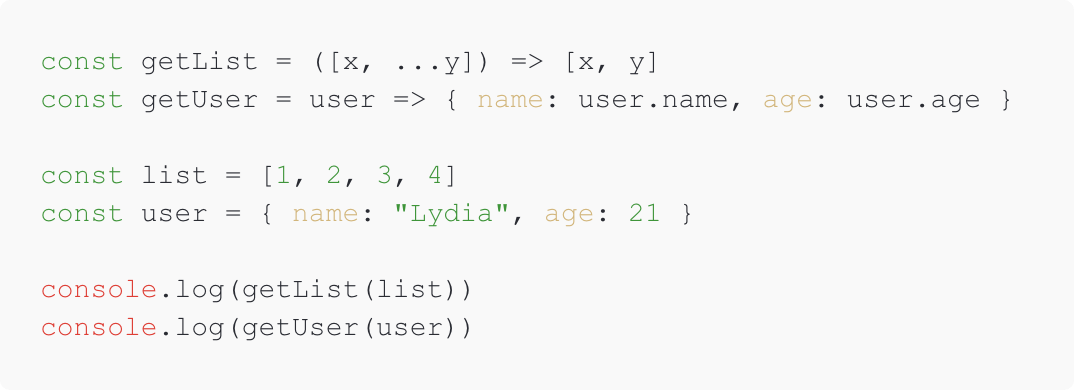 const getList = ([x, ...y]) => [x, y]
const getUser = user => { name: user.name, age: user.age }
const list = [1, 2, 3, 4]
const user = { name: "Lydia", age: 21 }
console.log(getList(list))
console.log(getUser(user))